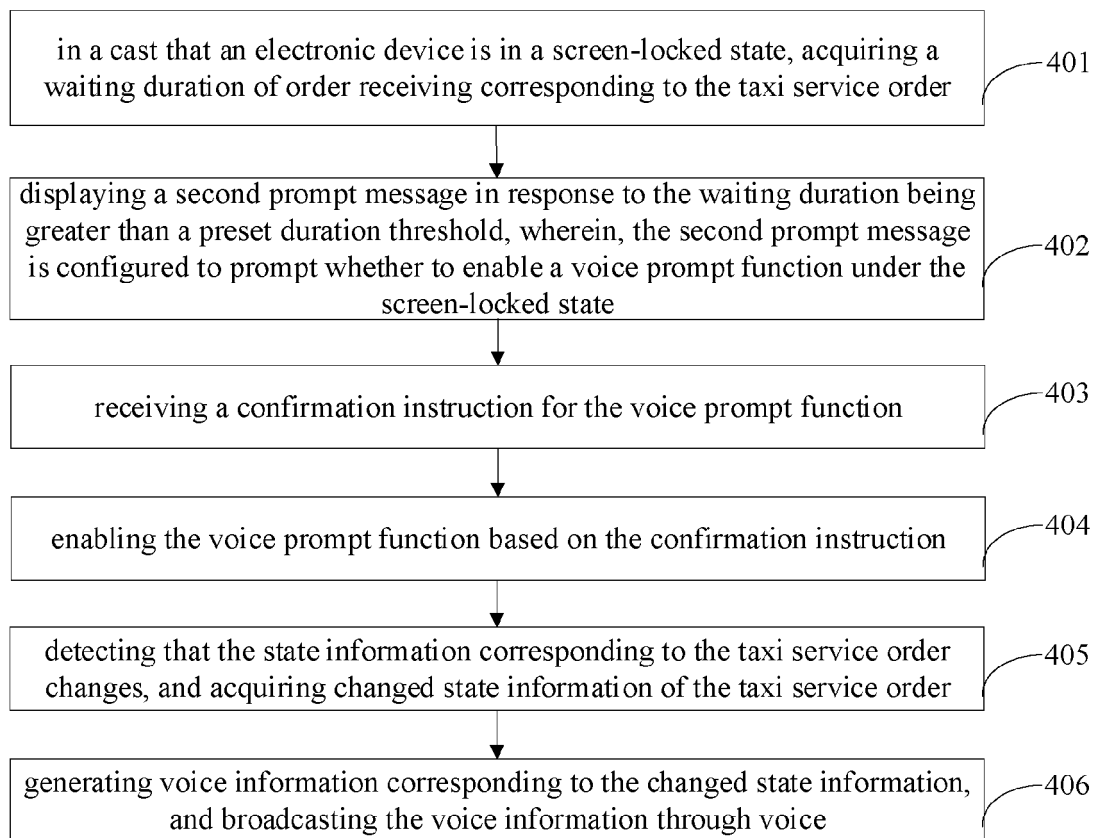 in a cast that an electronic device is in a screen-locked state, acquiring a
waiting duration of order receiving corresponding to the taxi service order
401
displaying a second prompt message in response to the waiting duration being
greater than a preset duration threshold, wherein, the second prompt message
is configured to prompt whether to enable a voice prompt function under the
screen-locked state
402
receiving a confirmation instruction for the voice prompt function
403
enabling the voice prompt function based on the confirmation instruction
404
detecting that the state information corresponding to the taxi service order
changes, and acquiring changed state information of the taxi service order
405
generating voice information corresponding to the changed state information,
and broadcasting the voice information through voice
406